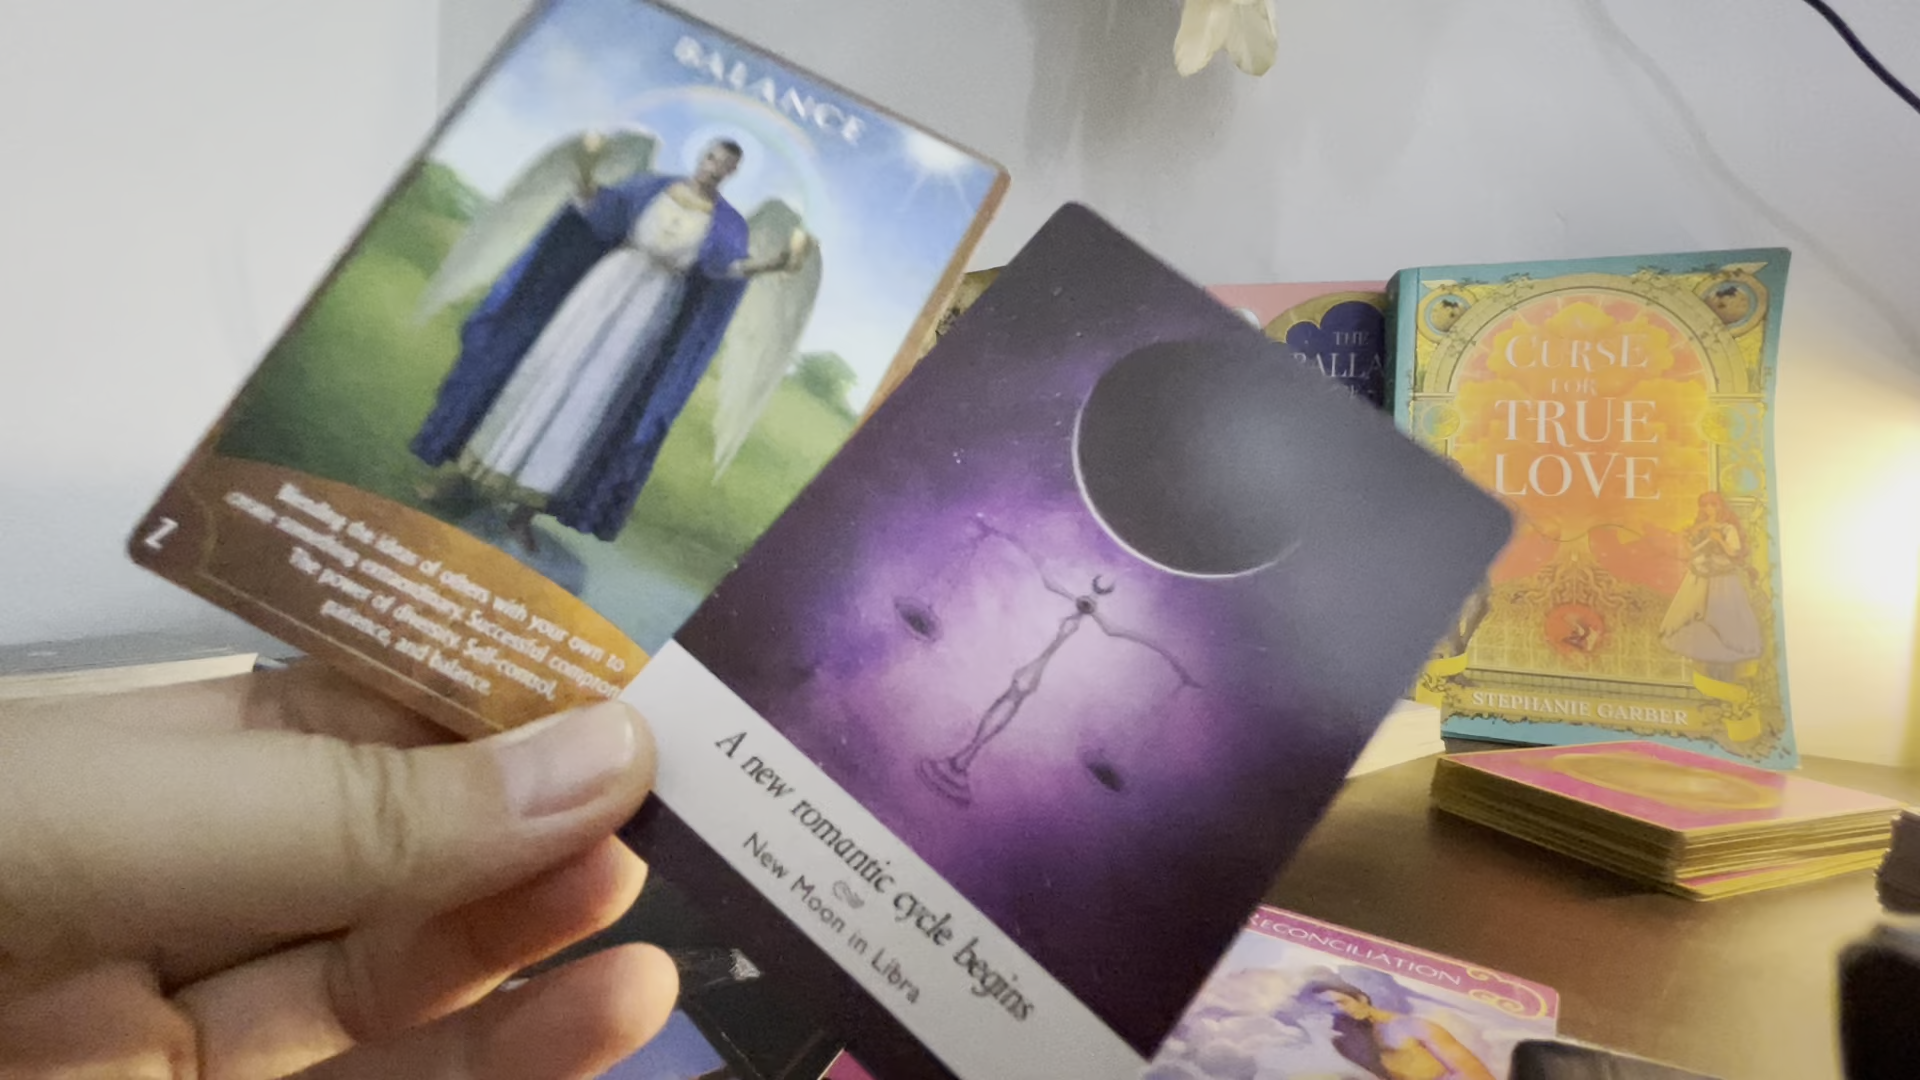 BALANCE
Blending the ideas of others with your own to
create something extraordinary. Successful
The power of diversity. Self-control,
patience, and balance.
A new romantic cycle begins
New Moon in Libra
THE
CURSE
FOR
TRUE
LOVE
STEPHANIE GARBER
RECONCILIATION